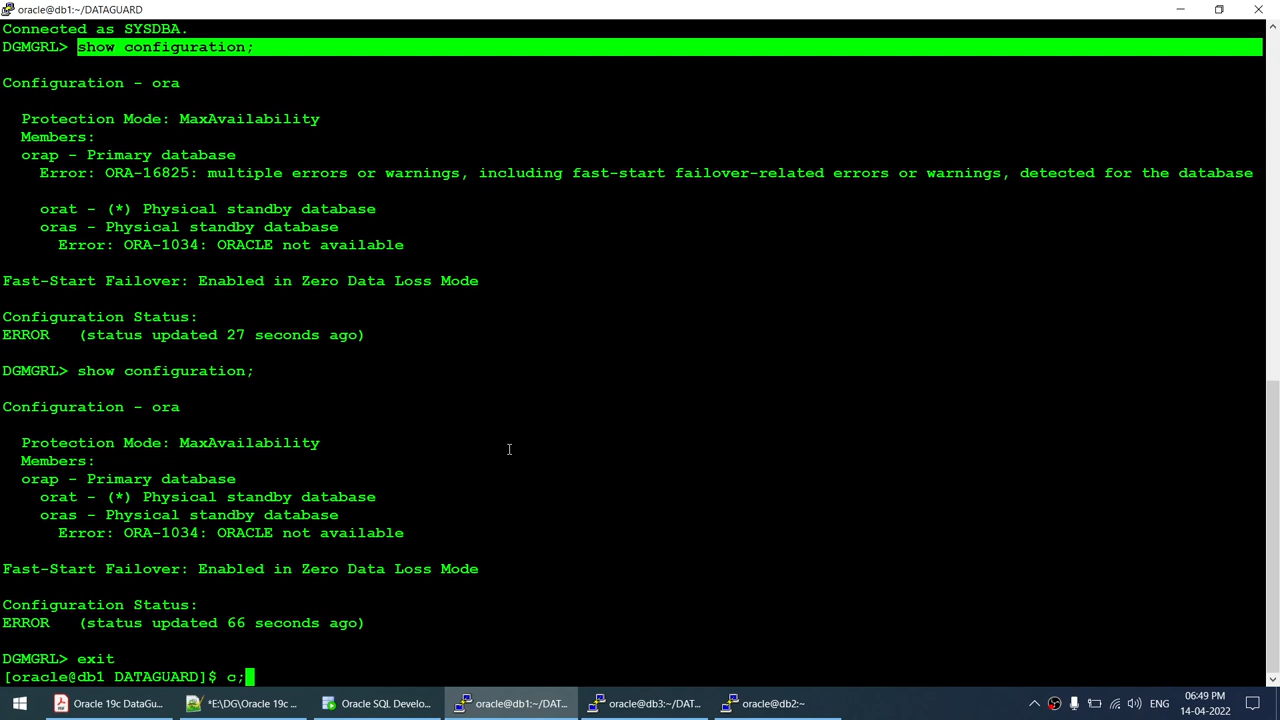 oracle@db1:~/DATAGUARD
Connected as SYSDBA.
DGMGRL> show configuration;
Configuration - ora
Protection Mode: MaxAvailability
Members:
orap - Primary database
Error: ORA-16825: multiple errors or warnings, including fast-start failover-related errors or warnings, detected for the database
orat - (*) Physical standby database
oras - Physical standby database
Error: ORA-1034: ORACLE not available
Fast-Start Failover: Enabled in Zero Data Loss Mode
Configuration Status:
ERROR   (status updated 27 seconds ago)
DGMGRL> show configuration;
Configuration - ora
Protection Mode: MaxAvailability
Members:
orap - Primary database
orat - (*) Physical standby database
oras - Physical standby database
Error: ORA-1034: ORACLE not available
Fast-Start Failover: Enabled in Zero Data Loss Mode
Configuration Status:
ERROR   (status updated 66 seconds ago)
DGMGRL> exit
[oracle@db1 DATAGUARD]$ c;
Oracle 19c DataGu...
*E\DG\Oracle 19c ...
Oracle SQL Develo...
oracle@db1:~/DAT...
oracle@db3:~/DAT...
oracle@db2:~
ENG
06:49 PM
14-04-2022